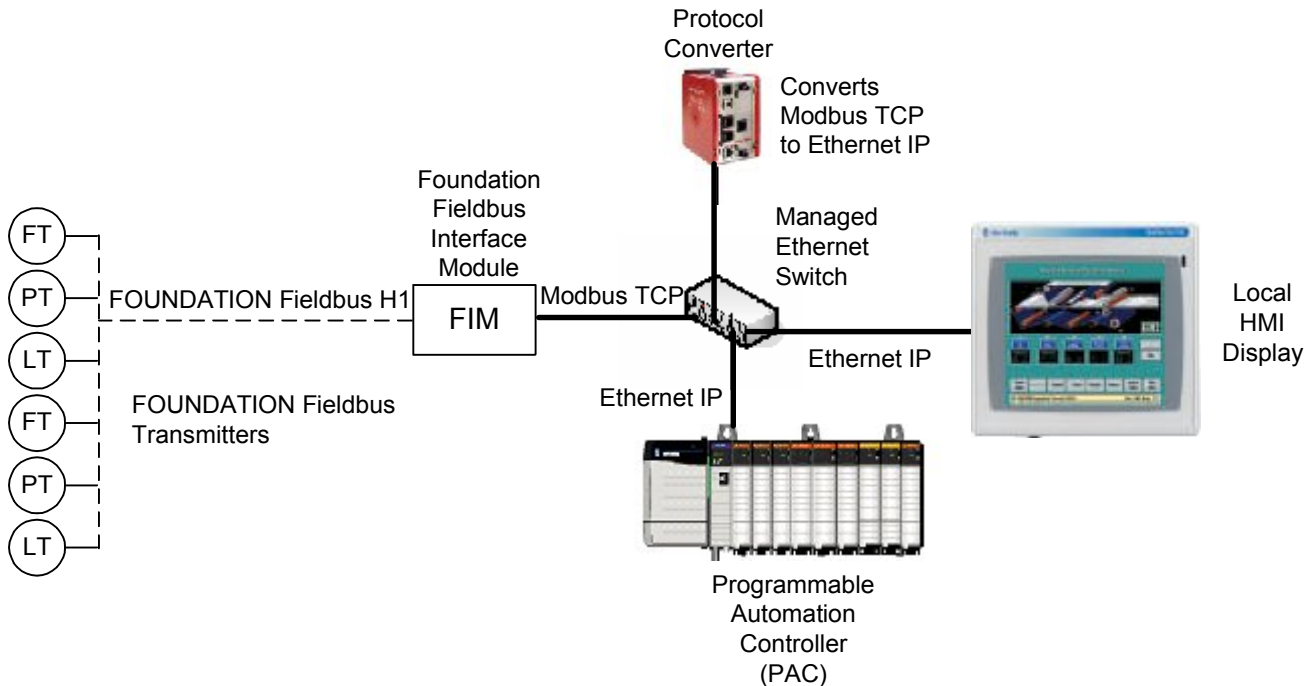 Protocol
Converter
Converts
Modbus TCP
to Ethernet IP
Foundation
Fieldbus
Interface
Module
Managed
Ethernet
Switch
FT
PT
LT
FT
PT
LT
FOUNDATION Fieldbus H1
FIM
Modbus TCP
Ethernet IP
Local
HMI
Display
FOUNDATION Fieldbus
Transmitters
Ethernet IP
Programmable
Automation
Controller
(PAC)